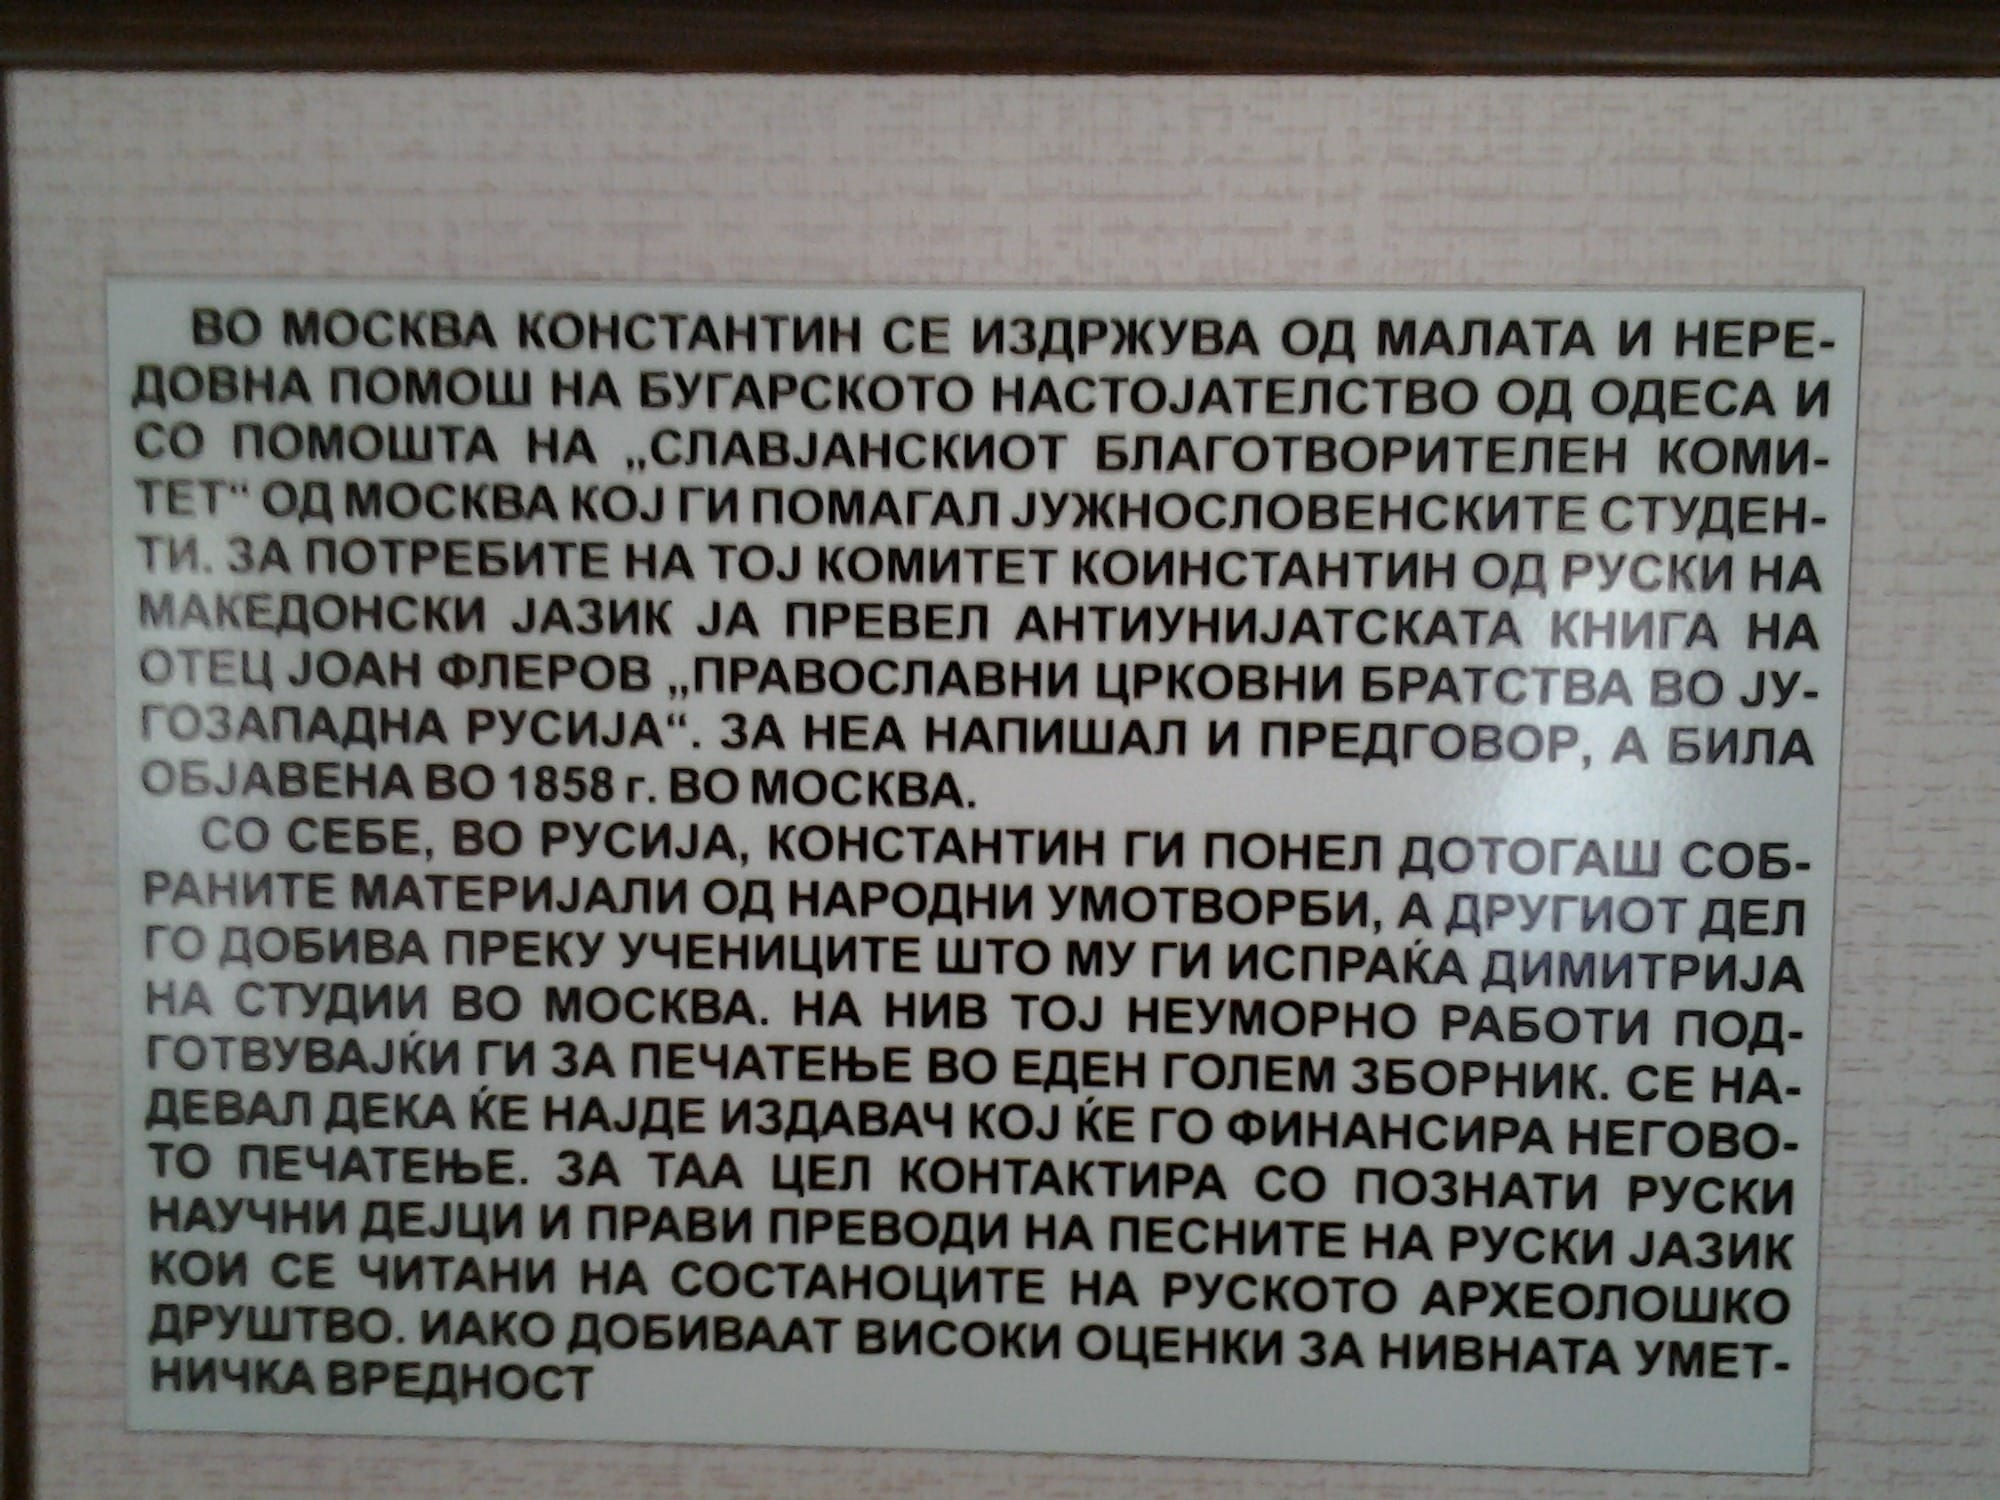 ВО МОСКВА КОНСТАНТИН СЕ ИЗДРЖУВА ОД МАЛАТА И НЕРЕ-
ДОВНА ПОМОШ НА БУГАРСКОТО НАСТОЈАТЕЛСТВО ОД ОДЕСА И
СО ПОМОШТА НА „СЛАВЈАНСКИОТ БЛАГОТВОРИТЕЛЕН КОМИ-
ТЕТ“ ОД МОСКВА КОЈ ГИ ПОМАГАЛ ЈУЖНОСЛОВЕНСКИТЕ СТУДЕН-
ТИ. ЗА ПОТРЕБИТЕ НА ТОЈ КОМИТЕТ КОИНСТАНТИН ОД РУСКИ НА
МАКЕДОНСКИ ЈАЗИК ЈА ПРЕВЕЛ АНТИУНИЈАТСКАТА КНИГА НА
ОТЕЦ ЈОАН ФЛЕРОВ „ПРАВОСЛАВНИ ЦРКОВНИ БРАТСТВА ВО ЈУ-
ГОЗАПАДНА РУСИЈА“. ЗА НЕА НАПИШАЛ И ПРЕДГОВОР, А БИЛА
ОБЈАВЕНА ВО 1858 г. ВО МОСКВА.
СО СЕБЕ, ВО РУСИЈА, КОНСТАНТИН ГИ ПОНЕЛ ДОТОГАШ СОБ-
РАНИТЕ МАТЕРИЈАЛИ ОД НАРОДНИ УМОТВОРБИ, А ДРУГИОТ ДЕЛ
ГО ДОБИВА ПРЕКУ УЧЕНИЦИТЕ ШТО МУ ГИ ИСПРАЌА ДИМИТРИЈА
НА СТУДИИ ВО МОСКВА. НА НИВ ТОЈ НЕУМОРНО РАБОТИ ПОД-
ГОТВУВАЈЌИ ГИ ЗА ПЕЧАТЕЊЕ ВО ЕДЕН ГОЛЕМ ЗБОРНИК. СЕ НА-
ДЕВАЛ ДЕКА ЌЕ НАЈДЕ ИЗДАВАЧ КОЈ ЌЕ ГО ФИНАНСИРА НЕГОВО-
ТО ПЕЧАТЕЊЕ. ЗА ТАА ЦЕЛ КОНТАКТИРА СО ПОЗНАТИ РУСКИ
НАУЧНИ ДЕЈЦИ И ПРАВИ ПРЕВОДИ НА ПЕСНИТЕ НА РУСКИ ЈАЗИК
КОИ СЕ ЧИТАНИ НА СОСТАНОЦИТЕ НА РУСКОТО АРХЕОЛОШКО
ДРУШТВО. ИАКО ДОБИВААТ ВИСОКИ ОЦЕНКИ ЗА НИВНАТА УМЕТ-
НИЧКА ВРЕДНОСТ